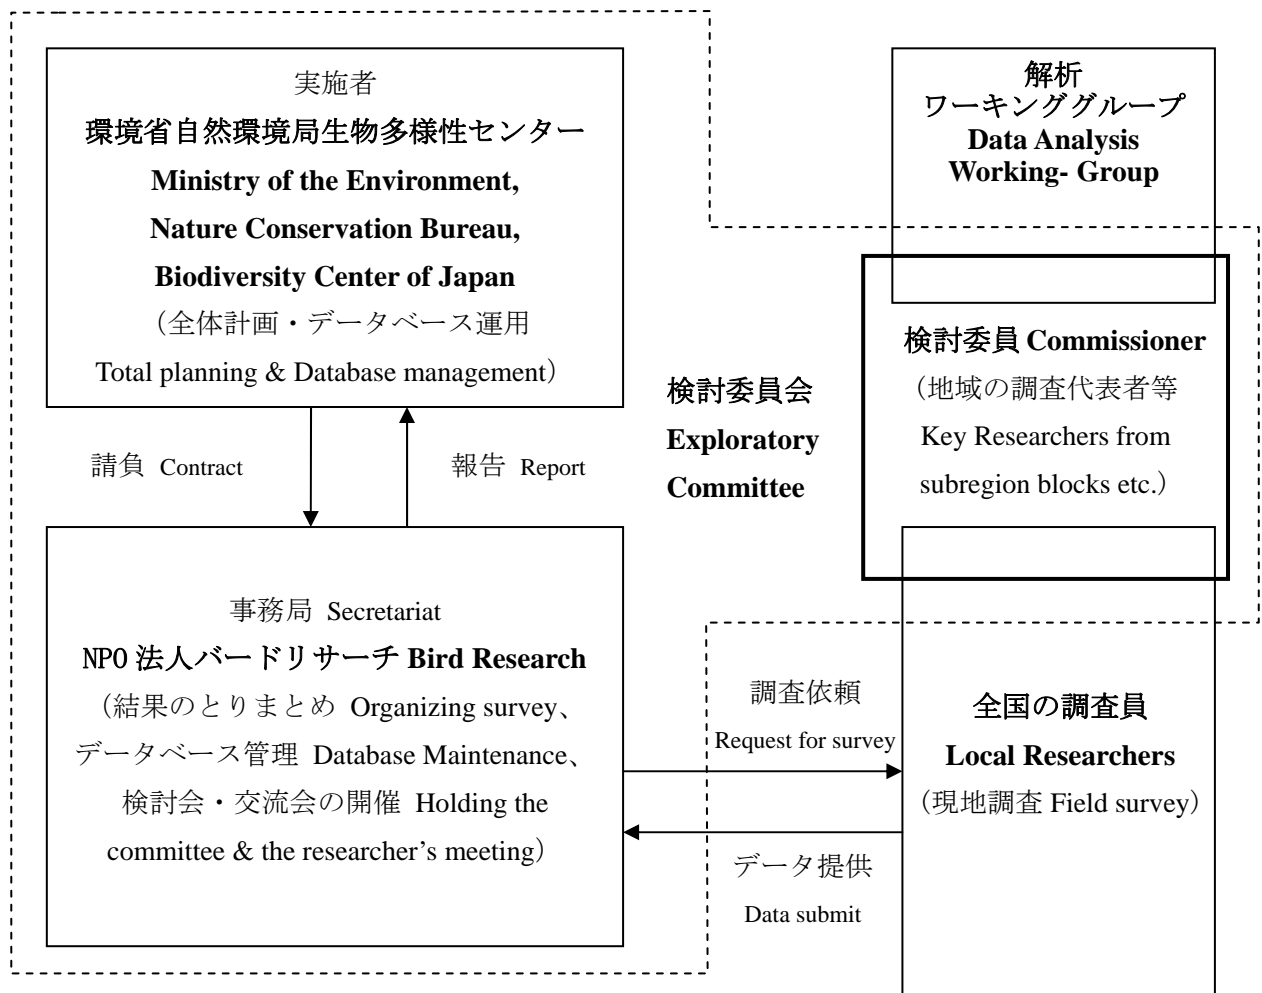 実施者
環境省自然環境局生物多様性センター
Ministry of the Environment,
Nature Conservation Bureau,
Biodiversity Center of Japan
（全体計画・データベース運用
Total planning & Database management）
請負 Contract
報告 Report
事務局 Secretariat
NPO 法人バードリサーチ Bird Research
（結果のとりまとめ Organizing survey、
データベース管理 Database Maintenance、
検討会・交流会の開催 Holding the
committee & the researcher's meeting）
検討委員会
Exploratory
Committee
解析
ワーキンググループ
Data Analysis
Working- Group
検討委員 Commissioner
（地域の調査代表者等
Key Researchers from
subregion blocks etc.）
調査依頼
Request for survey
データ提供
Data submit
全国の調査員
Local Researchers
（現地調査 Field survey）